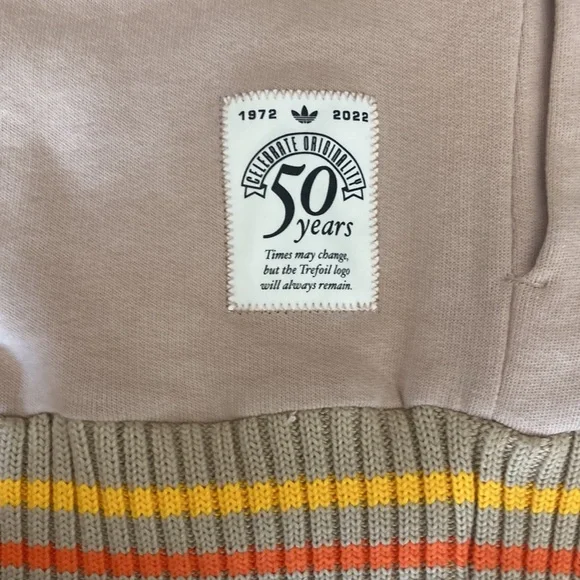 1972 2022
CELEBRATE ORIGINALITY
50
years
Times may change,
but the Trefoil logo
will always remain.